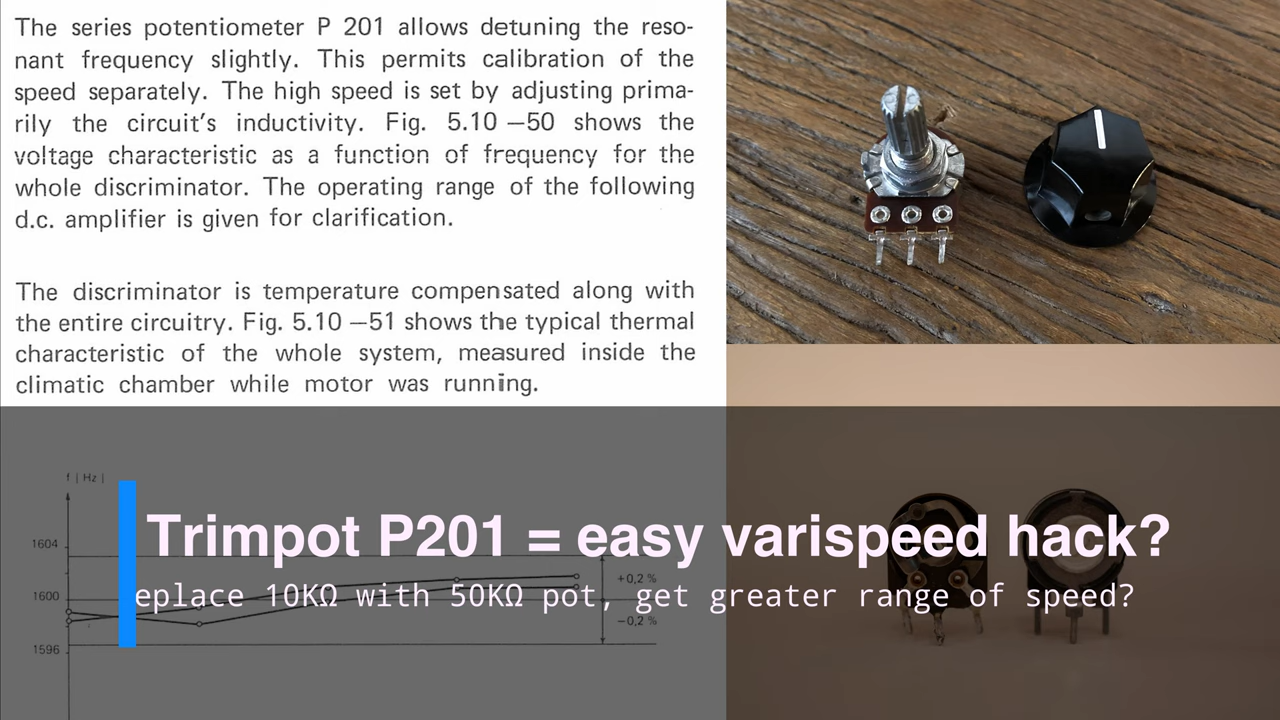 The series potentiometer P 201 allows detuning the reso-
nant frequency slightly. This permits calibration of the
speed separately. The high speed is set by adjusting prima-
rily the circuit's inductivity. Fig. 5.10 —50 shows the
voltage characteristic as a function of frequency for the
whole discriminator. The operating range of the following
d.c. amplifier is given for clarification.
The discriminator is temperature compensated along with
the entire circuitry. Fig. 5.10 —51 shows the typical thermal
characteristic of the whole system, measured inside the
climatic chamber while motor was running.
f | Hz |
1604
1600
1596
+0,2 %
—0,2 %
Trimpot P201 = easy varispeed hack?
eplace 10KΩ with 50KΩ pot, get greater range of speed?